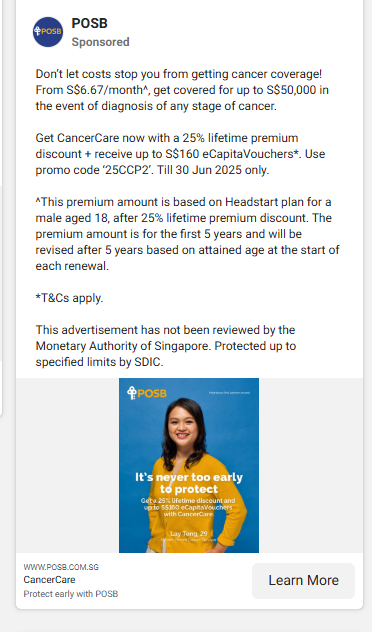 POSB
POSB
Sponsored
Don't let costs stop you from getting cancer coverage!
From S$6.67/month^, get covered for up to S$50,000 in
the event of diagnosis of any stage of cancer.
Get CancerCare now with a 25% lifetime premium
discount + receive up to S$160 eCapitaVouchers*. Use
promo code '25CCP2'. Till 30 Jun 2025 only.
^This premium amount is based on Headstart plan for a
male aged 18, after 25% lifetime premium discount. The
premium amount is for the first 5 years and will be
revised after 5 years based on attained age at the start of
each renewal.
*T&Cs apply.
This advertisement has not been reviewed by the
Monetary Authority of Singapore. Protected up to
specified limits by SDIC.
POSB
It's never too early
to protect
Get a 25% lifetime discount and
up to S$160 eCapitaVouchers
with CancerCare
Lay Teng, 29
WWW.POSB.COM.SG
CancerCare
Protect early with POSB
Learn More